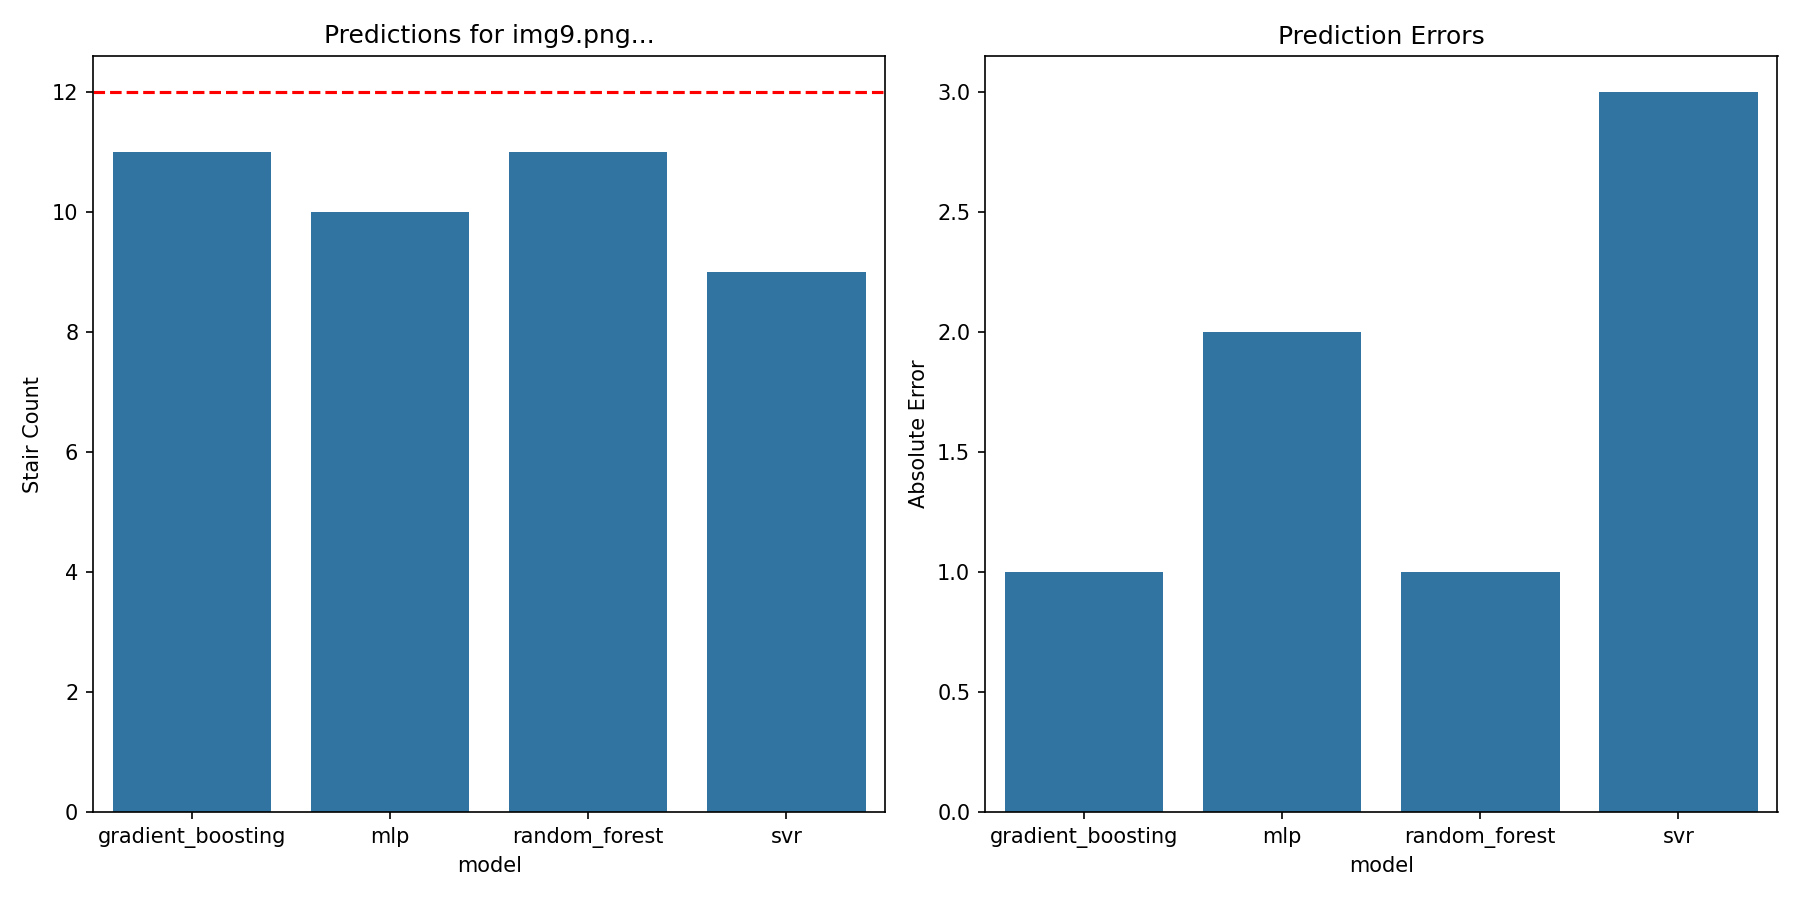 Predictions for img9.png...
Stair Count
12
10
8
6
4
2
0
gradient_boosting mlp random_forest svr
model
Prediction Errors
Absolute Error
3.0
2.5
2.0
1.5
1.0
0.5
0.0
gradient_boosting mlp random_forest svr
model